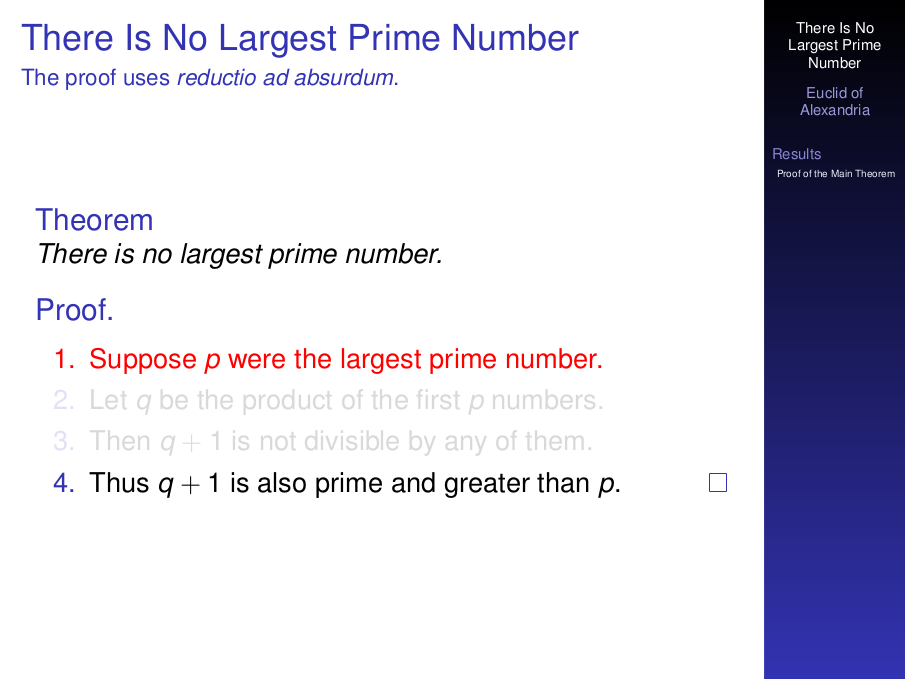 There Is No Largest Prime Number
The proof uses reductio ad absurdum.
Theorem
There is no largest prime number.
Proof.
1. Suppose p were the largest prime number.
2. Let q be the product of the first p numbers.
3. Then q + 1 is not divisible by any of them.
4. Thus q + 1 is also prime and greater than p.
There Is No
Largest Prime
Number
Euclid of
Alexandria
Results
Proof of the Main Theorem